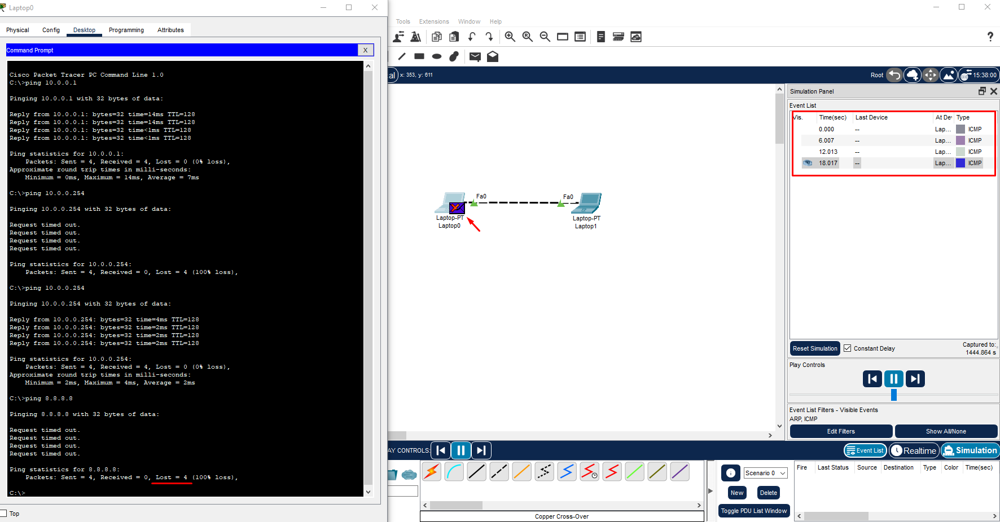 Laptop0
Physical Config Desktop Programming Attributes
Command Prompt
X
Cisco Packet Tracer PC Command Line 1.0
C:\>ping 10.0.0.1
Pinging 10.0.0.1 with 32 bytes of data:
Reply from 10.0.0.1: bytes=32 time=14ms TTL=128
Reply from 10.0.0.1: bytes=32 time=14ms TTL=128
Reply from 10.0.0.1: bytes=32 time<1ms TTL=128
Reply from 10.0.0.1: bytes=32 time<1ms TTL=128
Ping statistics for 10.0.0.1:
Packets: Sent = 4, Received = 4, Lost = 0 (0% loss),
Approximate round trip times in milli-seconds:
Minimum = 0ms, Maximum = 14ms, Average = 7ms
C:\>ping 10.0.0.254
Pinging 10.0.0.254 with 32 bytes of data:
Request timed out.
Request timed out.
Request timed out.
Request timed out.
Ping statistics for 10.0.0.254:
Packets: Sent = 4, Received = 0, Lost = 4 (100% loss),
C:\>ping 10.0.0.254
Pinging 10.0.0.254 with 32 bytes of data:
Reply from 10.0.0.254: bytes=32 time=4ms TTL=128
Reply from 10.0.0.254: bytes=32 time=2ms TTL=128
Reply from 10.0.0.254: bytes=32 time=2ms TTL=128
Reply from 10.0.0.254: bytes=32 time=2ms TTL=128
Ping statistics for 10.0.0.254:
Packets: Sent = 4, Received = 4, Lost = 0 (0% loss),
Approximate round trip times in milli-seconds:
Minimum = 2ms, Maximum = 4ms, Average = 2ms
C:\>ping 8.8.8.8
Pinging 8.8.8.8 with 32 bytes of data:
Request timed out.
Request timed out.
Request timed out.
Request timed out.
Ping statistics for 8.8.8.8:
Packets: Sent = 4, Received = 0, Lost = 4 (100% loss),
C:\>
Top
Tools Extensions Window Help
?
al x: 353, y: 611
Root 15:38:00
Fa0 Fa0
Laptop-PT Laptop-PT
Laptop0 Laptop1
Simulation Panel
Event List
Vis. Time(sec) Last Device At De Type
0.000 -- Lap... ICMP
6.007 -- Lap... ICMP
12.013 -- Lap... ICMP
18.017 -- Lap... ICMP
Reset Simulation Constant Delay
Captured to:
1444.864 s
Play Controls
Event List Filters - Visible Events
ARP, ICMP
Edit Filters Show All/None
AY CONTROLS:
Event List Realtime Simulation
Copper Cross-Over
Scenario 0
New Delete
Toggle PDU List Window
Fire Last Status Source Destination Type Color Time(sec)